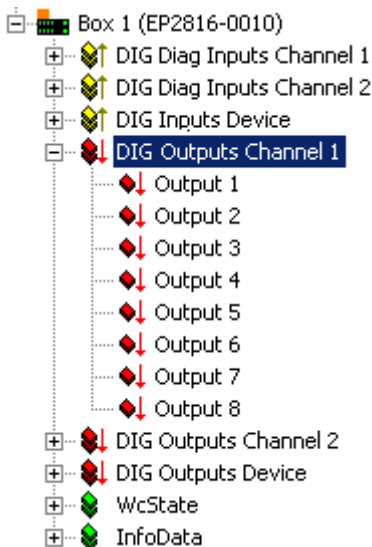 Box 1 (EP2816-0010)
DIG Diag Inputs Channel 1
DIG Diag Inputs Channel 2
DIG Inputs Device
DIG Outputs Channel 1
Output 1
Output 2
Output 3
Output 4
Output 5
Output 6
Output 7
Output 8
DIG Outputs Channel 2
DIG Outputs Device
WcState
InfoData